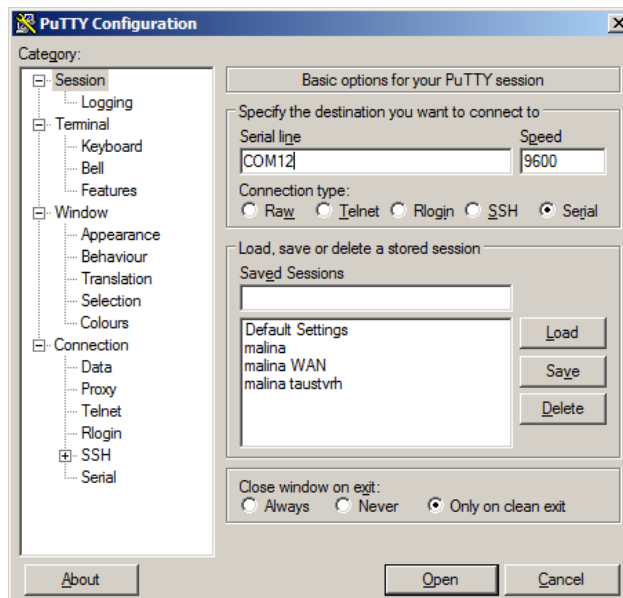 PuTTY Configuration
Category:
Session
Logging
Terminal
Keyboard
Bell
Features
Window
Appearance
Behaviour
Translation
Selection
Colours
Connection
Data
Proxy
Telnet
Rlogin
SSH
Serial
Basic options for your PuTTY session
Specify the destination you want to connect to
Serial line Speed
COM12 9600
Connection type:
Raw Telnet Rlogin SSH Serial
Load, save or delete a stored session
Saved Sessions
Default Settings
malina
malina WAN
malina taustvrh
Load
Save
Delete
Close window on exit:
Always Never Only on clean exit
About Open Cancel